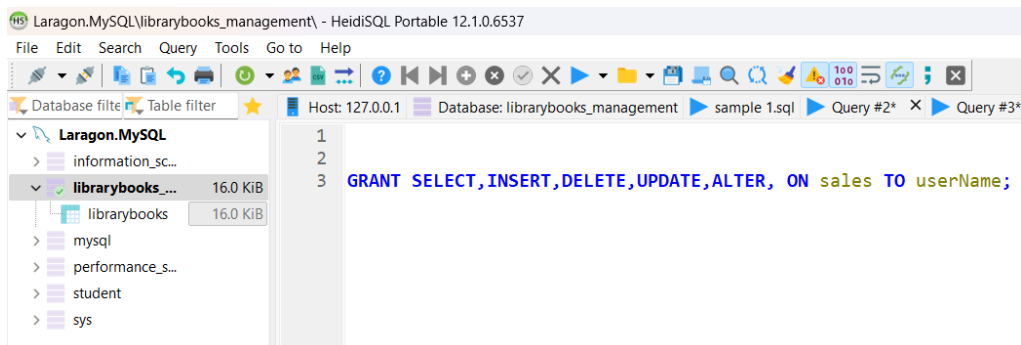 Laragon.MySQL\librarybooks_management\ - HeidiSQL Portable 12.1.0.6537
File Edit Search Query Tools Go to Help
Database filte Table filter Host: 127.0.0.1 Database: librarybooks_management sample 1.sql Query #2* Query #3*
Laragon.MySQL
information_sc...
librarybooks_... 16.0 KiB
librarybooks 16.0 KiB
mysql
performance_s...
student
sys
1
2
3 GRANT SELECT,INSERT,DELETE,UPDATE,ALTER, ON sales TO userName;